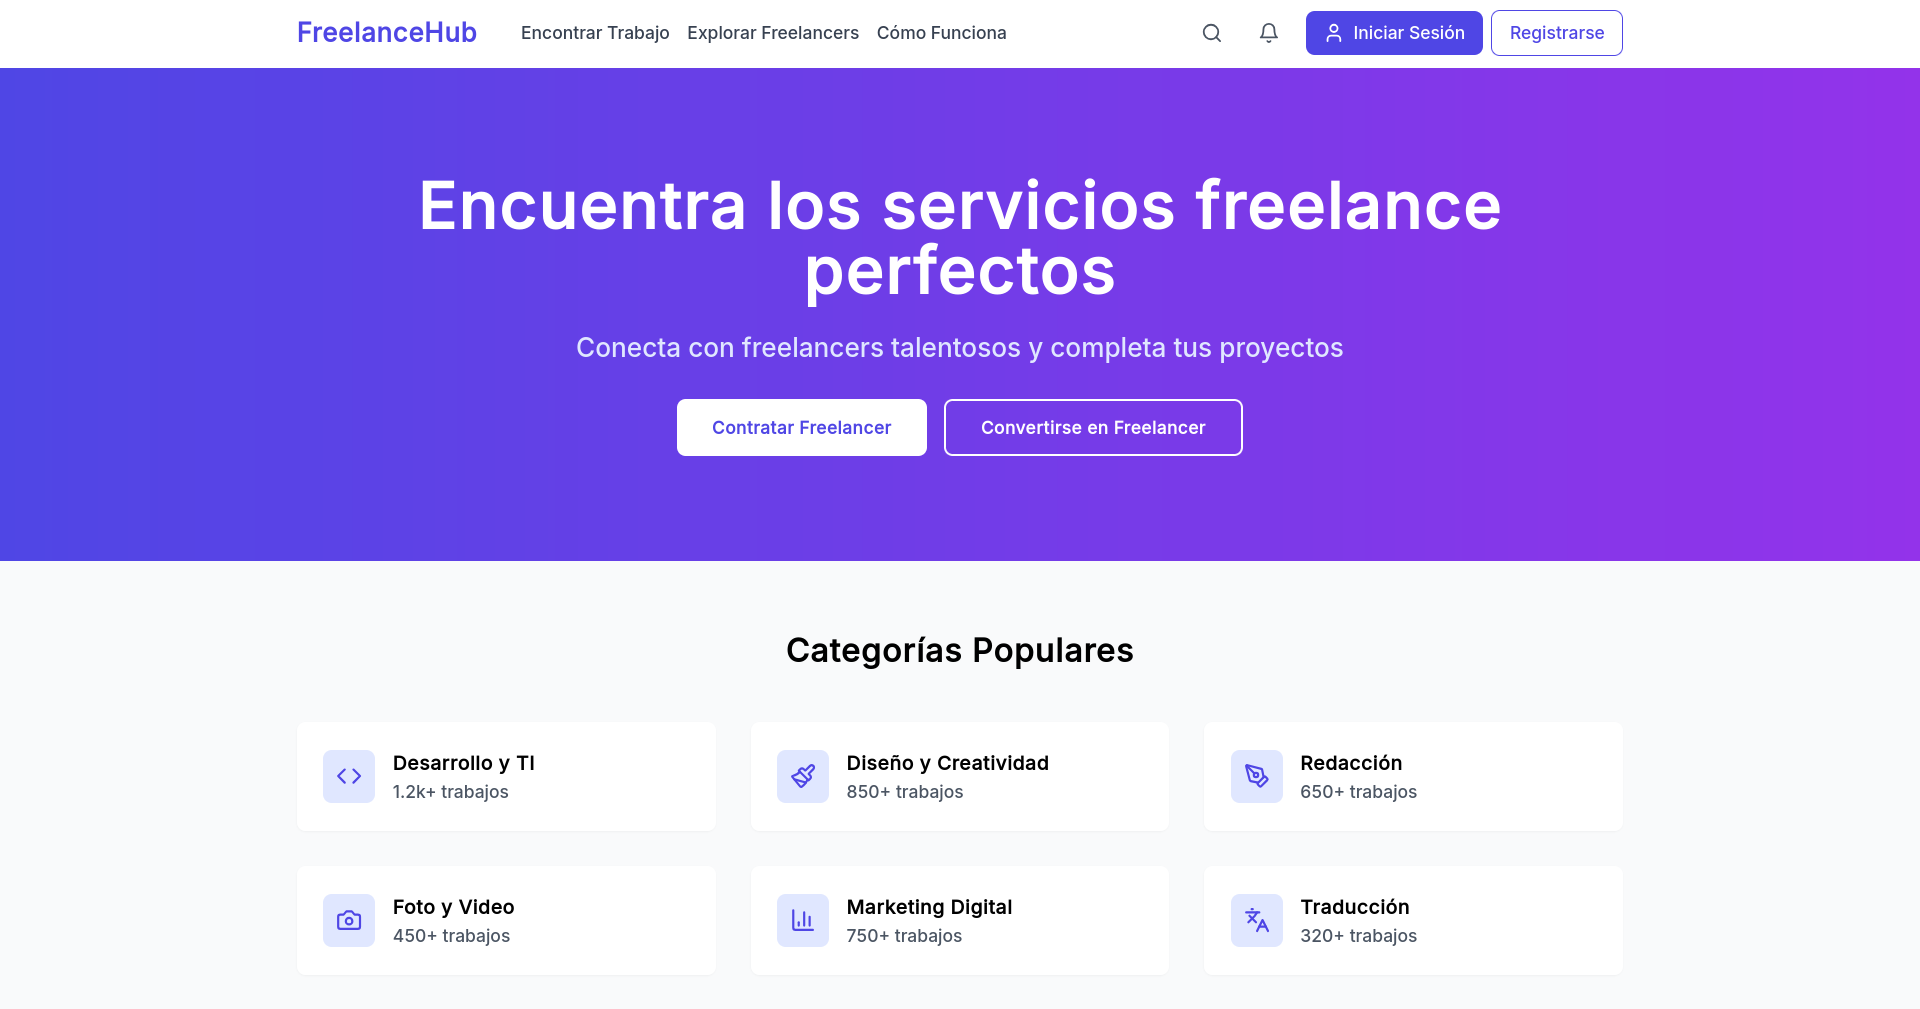 FreelanceHub
Encontrar Trabajo
Explorar Freelancers
Cómo Funciona
Iniciar Sesión
Registrarse
Encuentra los servicios freelance
perfectos
Conecta con freelancers talentosos y completa tus proyectos
Contratar Freelancer
Convertirse en Freelancer
Categorías Populares
Desarrollo y TI
1.2k+ trabajos
Diseño y Creatividad
850+ trabajos
Redacción
650+ trabajos
Foto y Video
450+ trabajos
Marketing Digital
750+ trabajos
Traducción
320+ trabajos